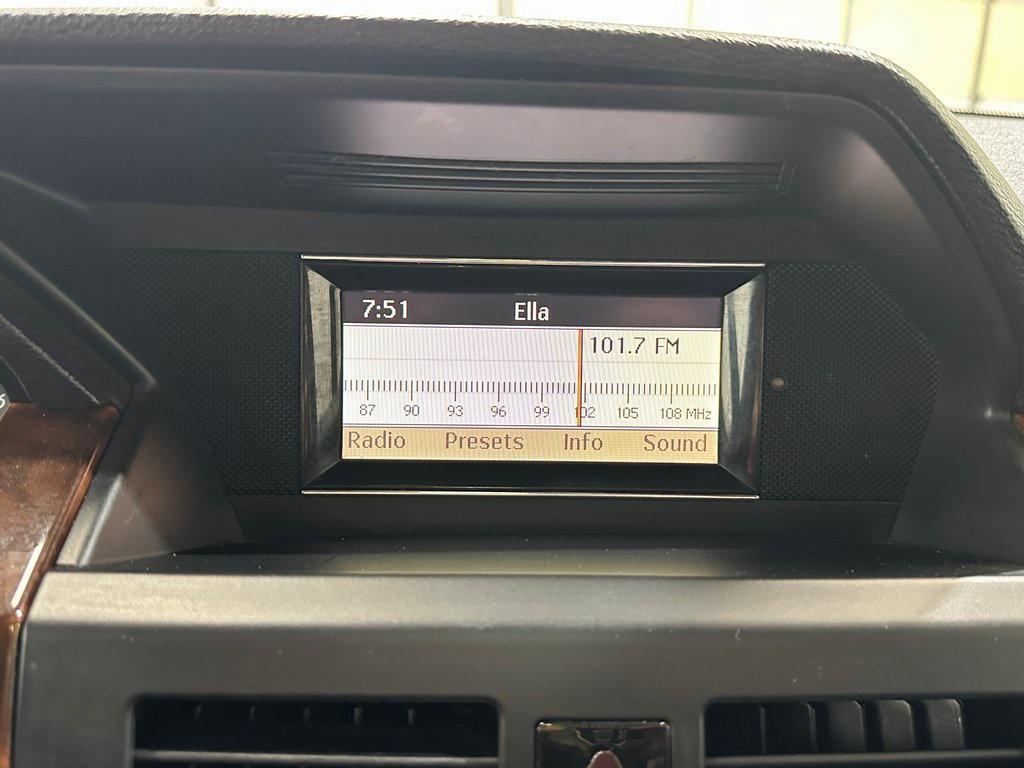 7:51 Ella
101.7 FM
87 90 93 96 99 102 105 108 MHz
Radio Presets Info Sound